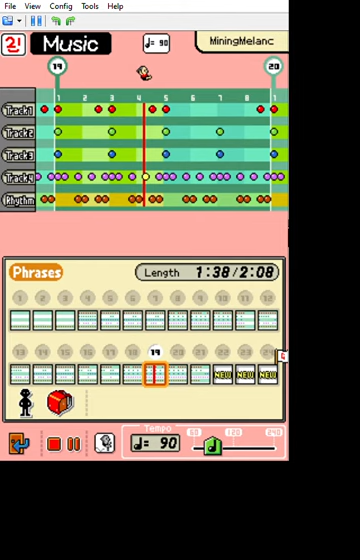 File View Config Tools Help
Music
♩= 90
MiningMelanc
19 20
1 2 3 4 5 6 7 8 1
Track1
Track2
Track3
Track4
Rhythm
Phrases
Length 1:38/2:08
1 2 3 4 5 6 7 8 9 10 11 12
13 14 15 16 17 18 19 20 21 22 23 24
NEW NEW NEW
Tempo
♩= 90
60 120 240